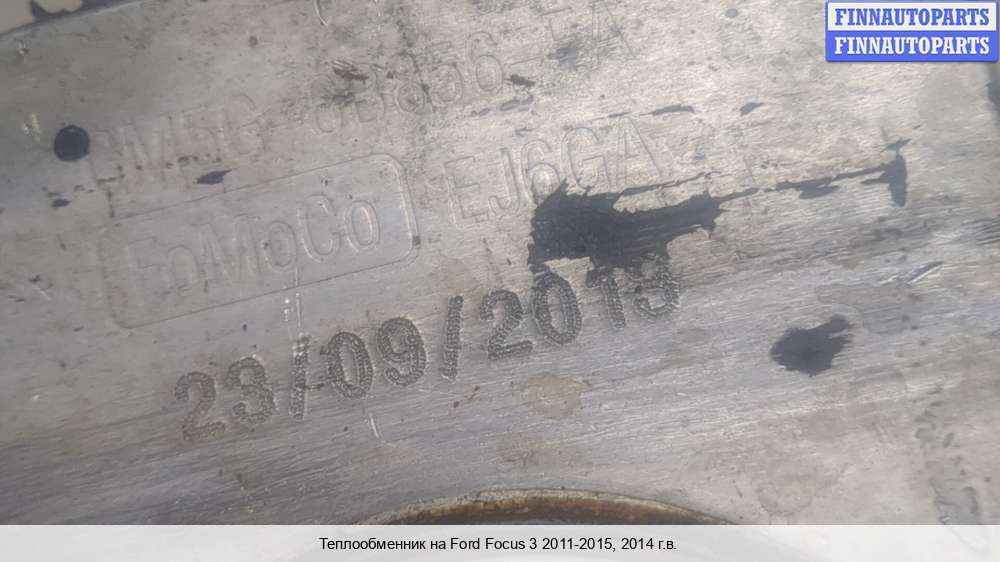 FINNAUTOPARTS
FINNAUTOPARTS
FoMoCo
EJ6GA
23/09/2013
Теплообменник на Ford Focus 3 2011-2015, 2014 г.в.